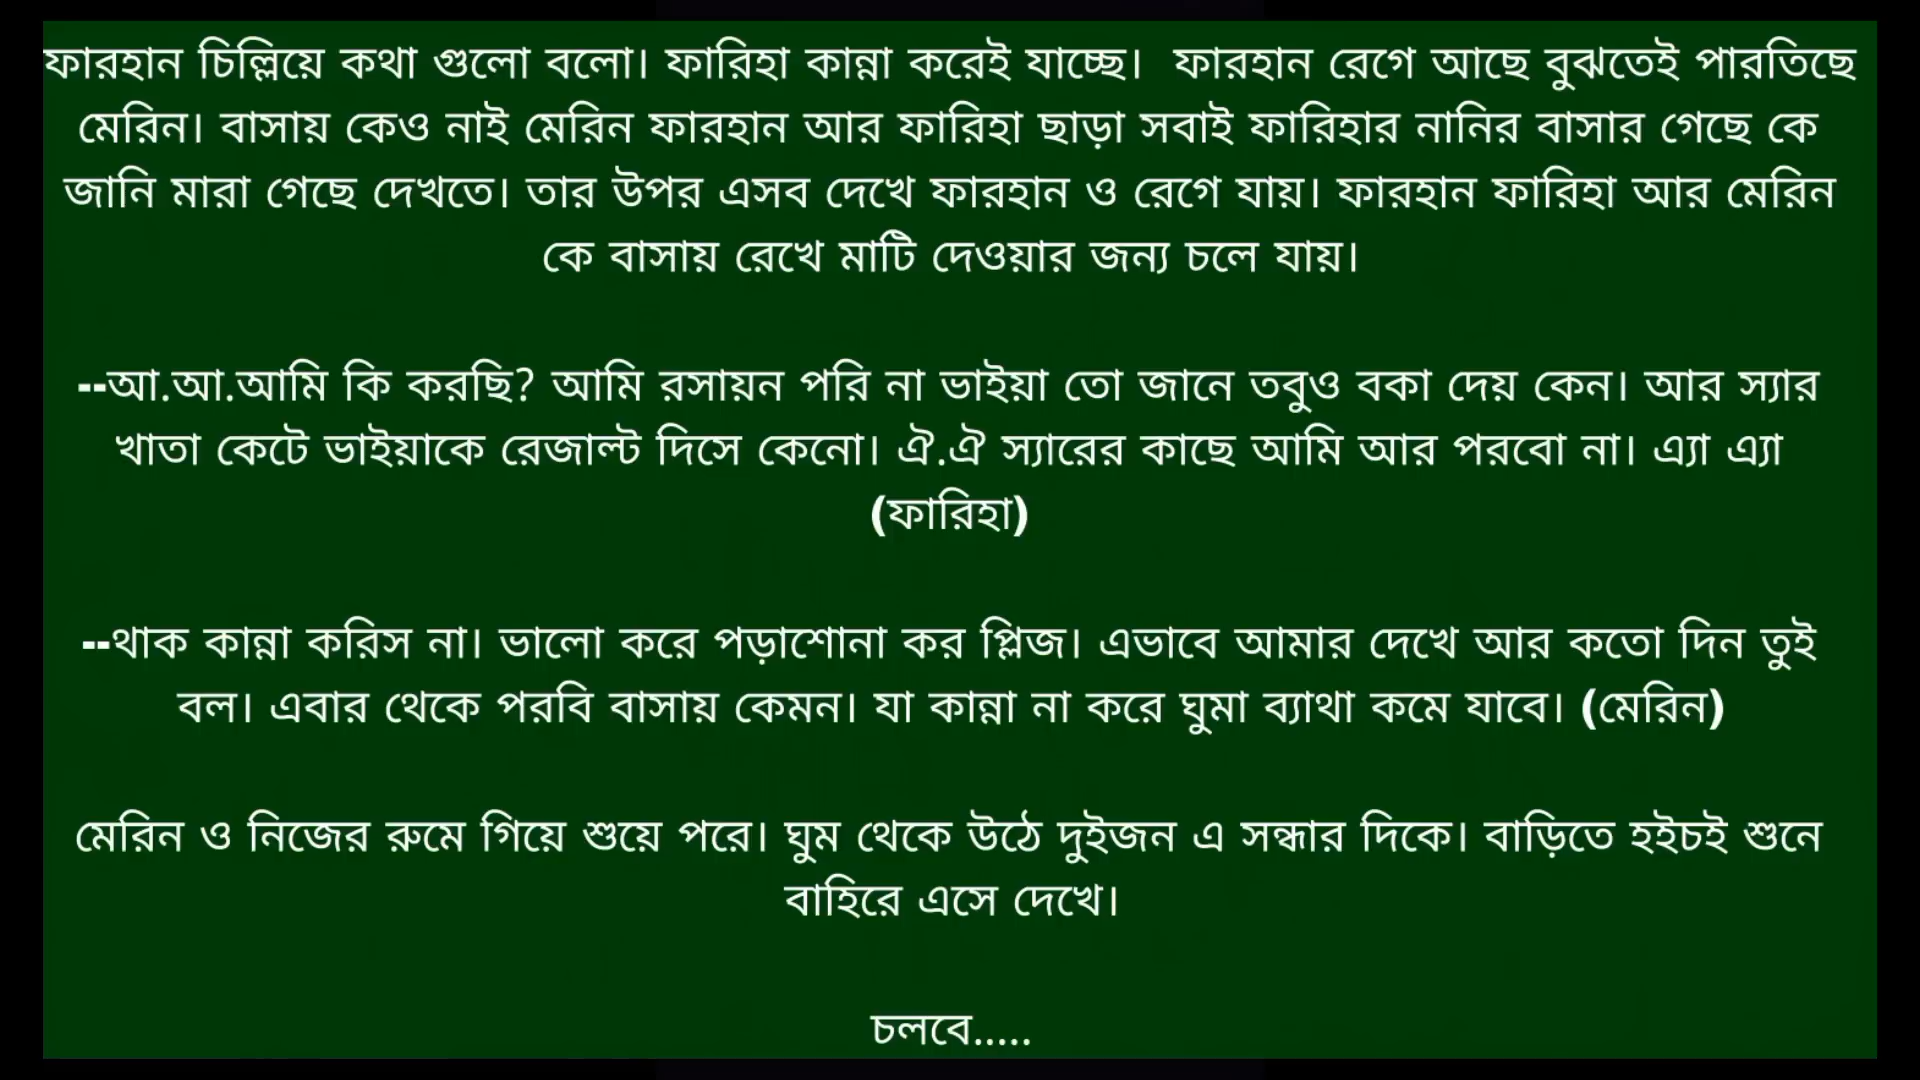 ফারহান চিল্লিয়ে কথা গুলো বলো। ফারিহা কান্না করেই যাচ্ছে।  ফারহান রেগে আছে বুঝতেই পারতিছে
মেরিন। বাসায় কেও নাই মেরিন ফারহান আর ফারিহা ছাড়া সবাই ফারিহার নানির বাসার গেছে কে
জানি মারা গেছে দেখতে। তার উপর এসব দেখে ফারহান ও রেগে যায়। ফারহান ফারিহা আর মেরিন
কে বাসায় রেখে মাটি দেওয়ার জন্য চলে যায়।
--আ.আ.আমি কি করছি? আমি রসায়ন পরি না ভাইয়া তো জানে তবুও বকা দেয় কেন। আর স্যার
খাতা কেটে ভাইয়াকে রেজাল্ট দিসে কেনো। ঐ.ঐ স্যারের কাছে আমি আর পরবো না। এ্যা এ্যা
(ফারিহা)
--থাক কান্না করিস না। ভালো করে পড়াশোনা কর প্লিজ। এভাবে আমার দেখে আর কতো দিন তুই
বল। এবার থেকে পরবি বাসায় কেমন। যা কান্না না করে ঘুমা ব্যাথা কমে যাবে। (মেরিন)
মেরিন ও নিজের রুমে গিয়ে শুয়ে পরে। ঘুম থেকে উঠে দুইজন এ সন্ধার দিকে। বাড়িতে হইচই শুনে
বাহিরে এসে দেখে।
চলবে.....